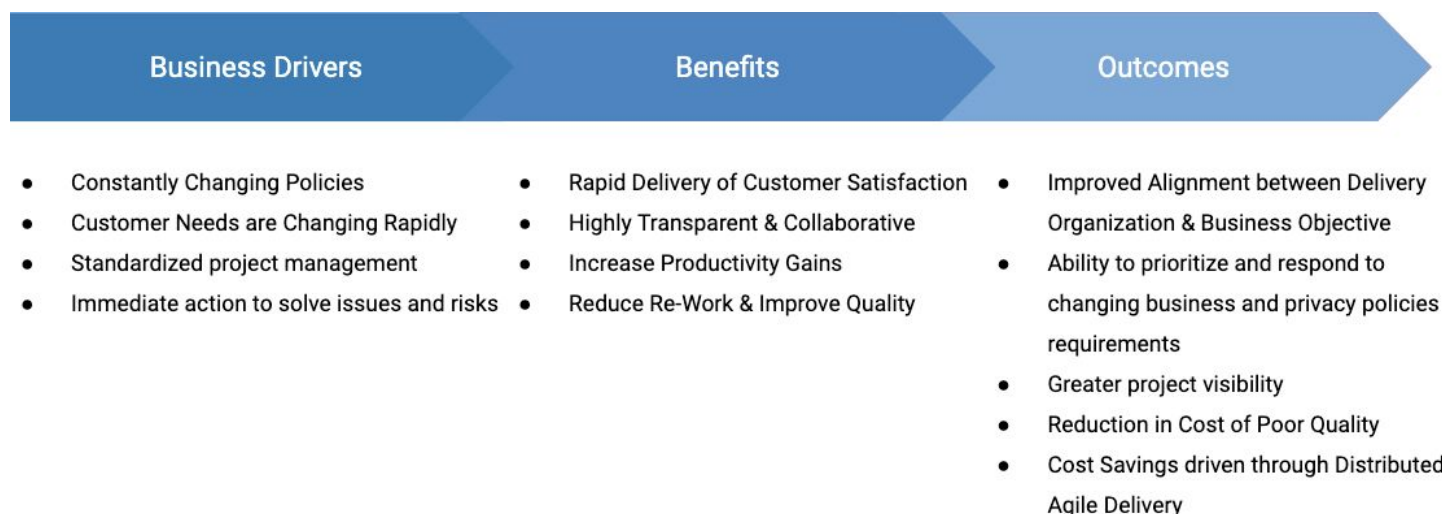 Business Drivers
Benefits
Outcomes
● Constantly Changing Policies
● Customer Needs are Changing Rapidly
● Standardized project management
● Immediate action to solve issues and risks
● Rapid Delivery of Customer Satisfaction
● Highly Transparent & Collaborative
● Increase Productivity Gains
● Reduce Re-Work & Improve Quality
● Improved Alignment between Delivery
Organization & Business Objective
● Ability to prioritize and respond to
changing business and privacy policies
requirements
● Greater project visibility
● Reduction in Cost of Poor Quality
● Cost Savings driven through Distributed
Agile Delivery